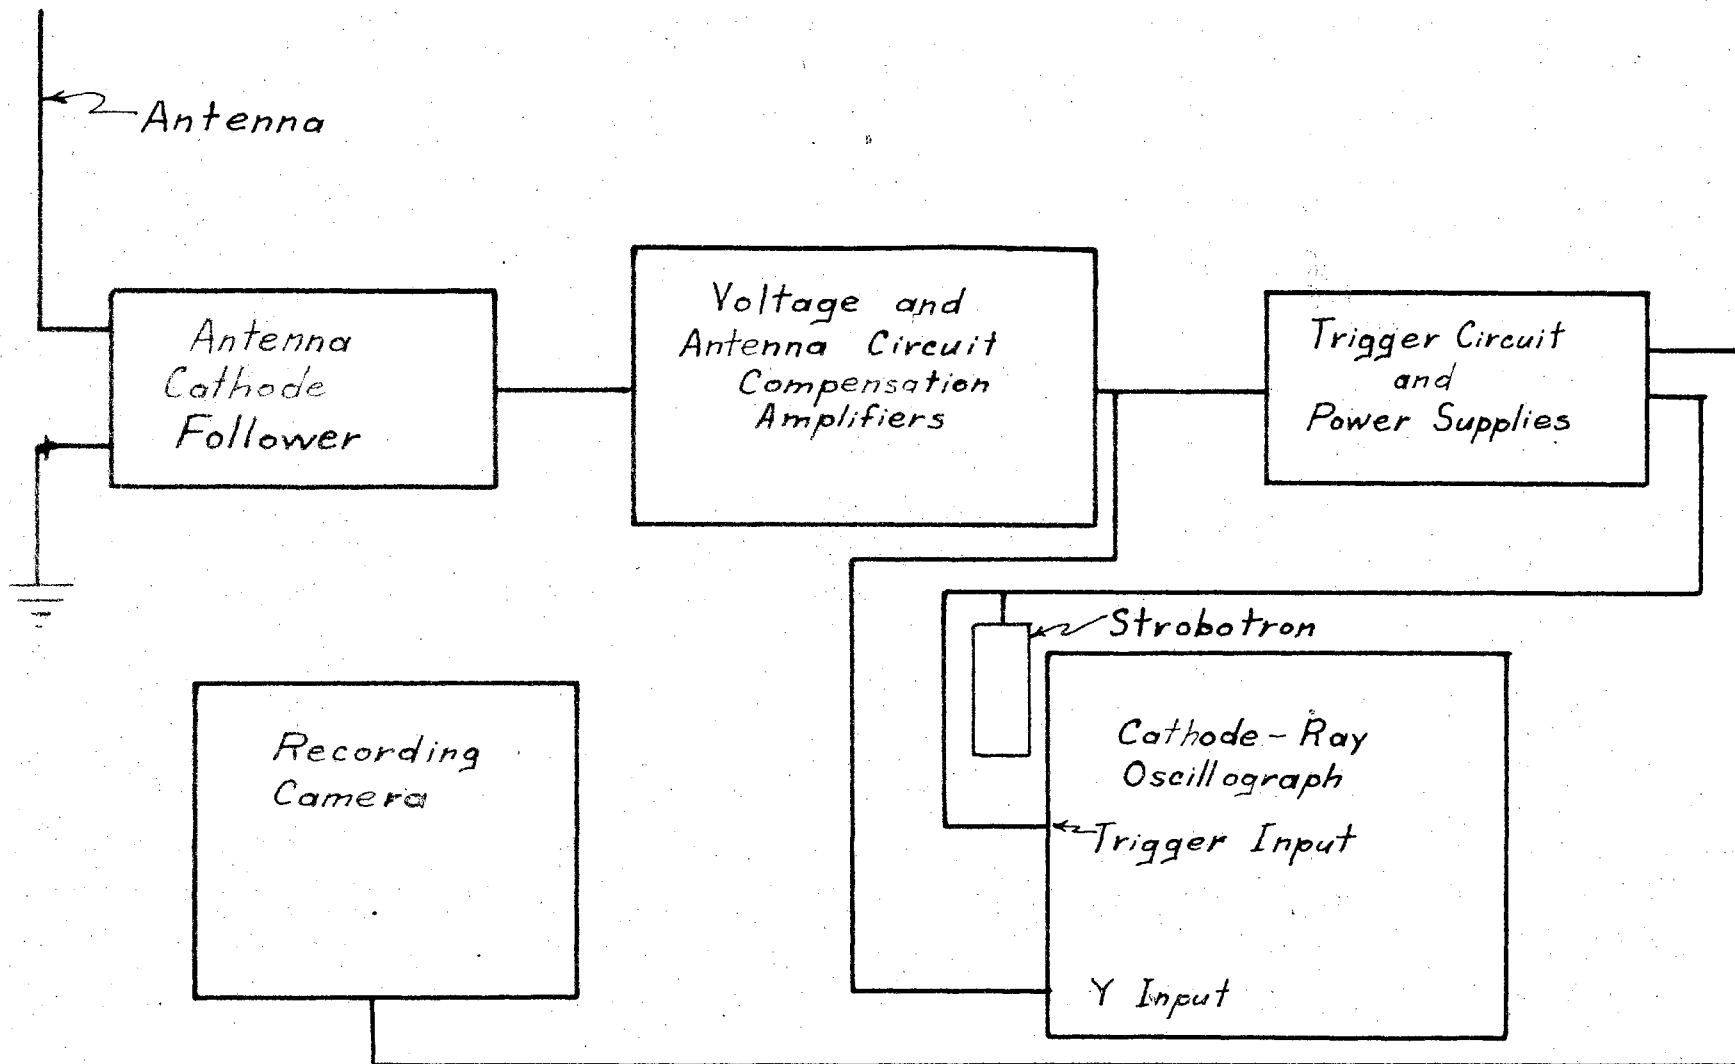 Antenna
Antenna
Cathode
Follower
Voltage and
Antenna Circuit
Compensation
Amplifiers
Trigger Circuit
and
Power Supplies
Strobotron
Recording
Camera
Cathode-Ray
Oscillograph
Trigger Input
Y Input